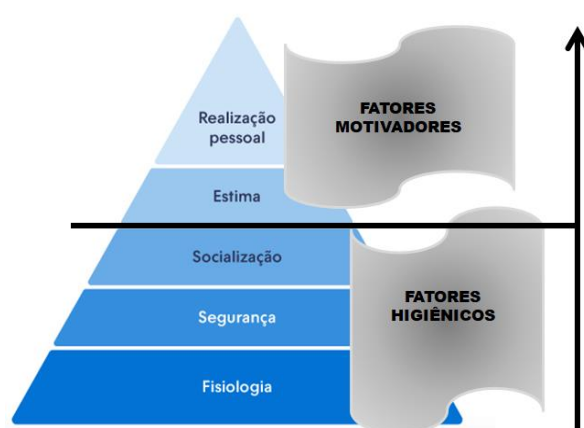 FATORES
MOTIVADORES
Realização
pessoal
Estima
Socialização
FATORES
HIGIÊNICOS
Segurança
Fisiologia